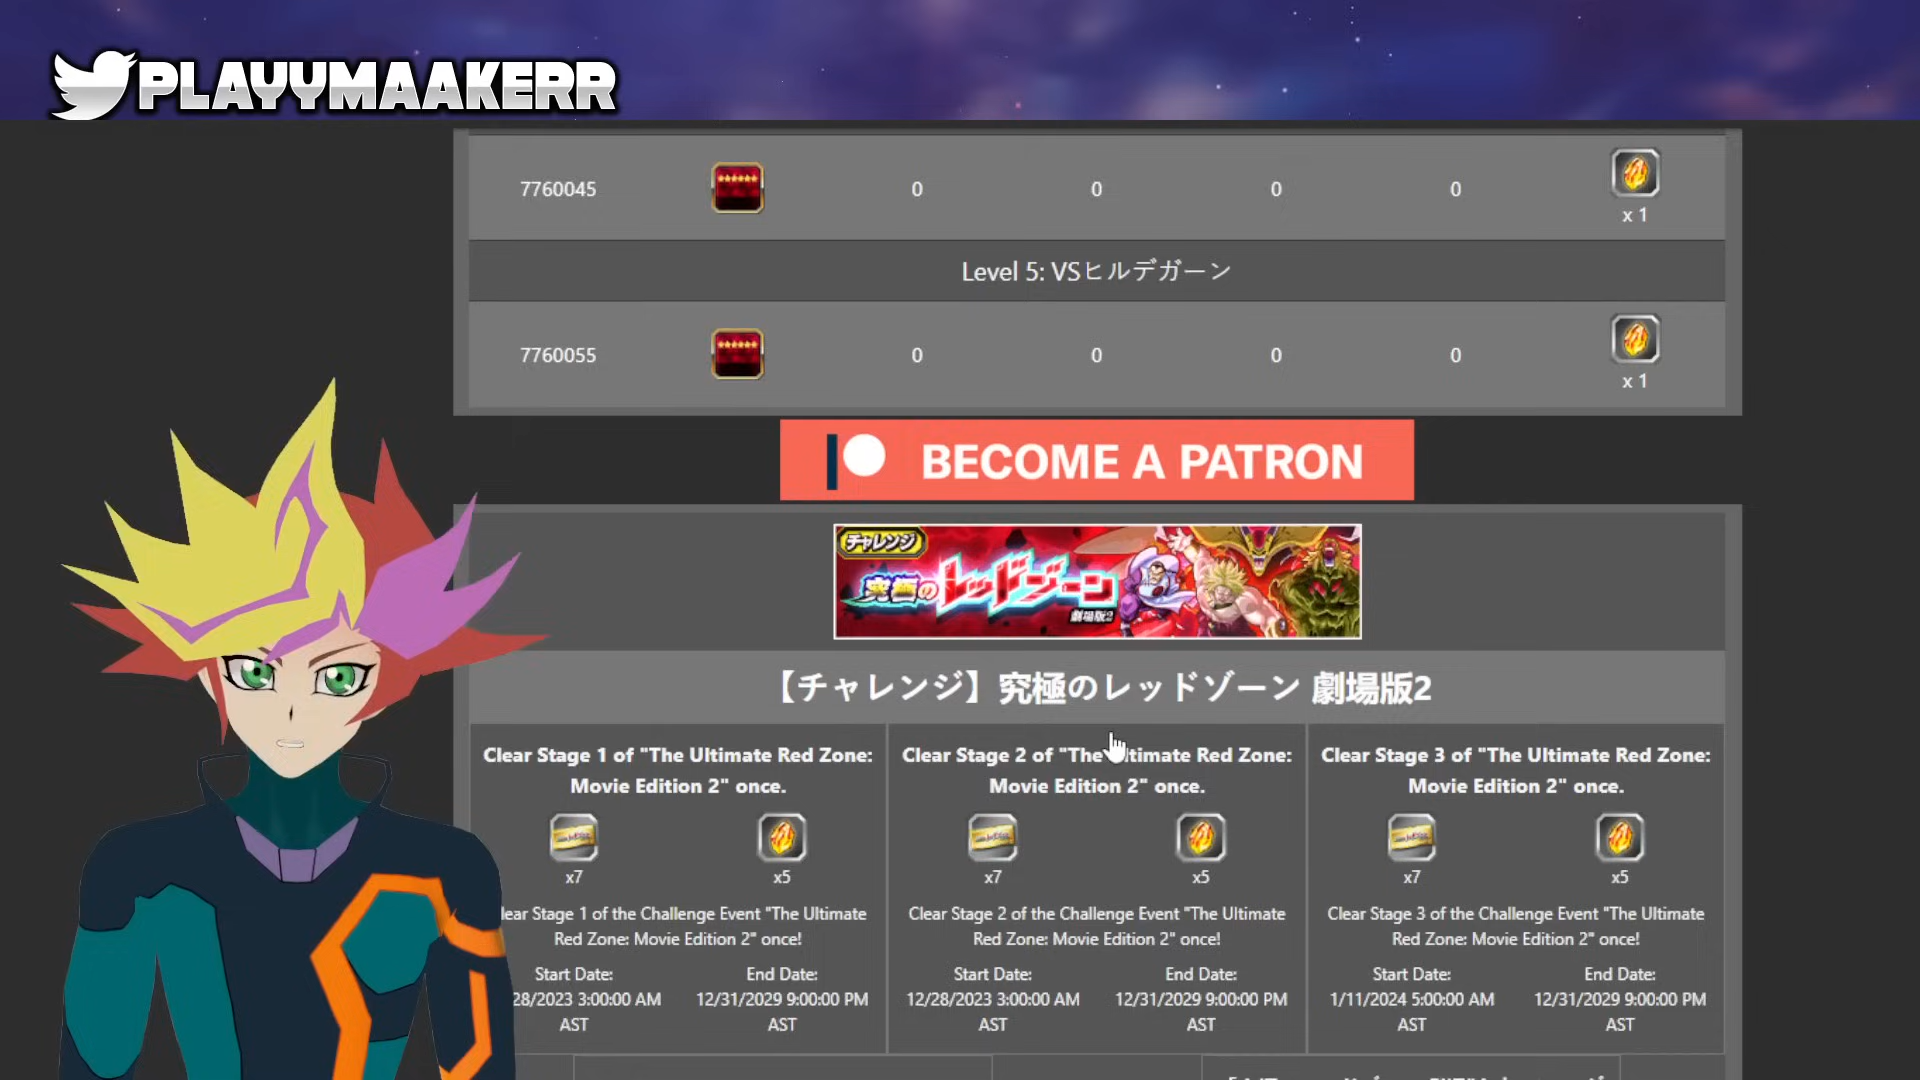 PLAYYMAAKERR
7760045 0 0 0 0 x 1
Level 5: VSヒルデガーン
7760055 0 0 0 0 x 1
BECOME A PATRON
チャレンジ
究極のレッドゾーン
劇場版2
【チャレンジ】究極のレッドゾーン 劇場版2
Clear Stage 1 of "The Ultimate Red Zone:
Movie Edition 2" once.
x7 x5
lear Stage 1 of the Challenge Event "The Ultimate
Red Zone: Movie Edition 2" once!
Start Date: End Date:
28/2023 3:00:00 AM 12/31/2029 9:00:00 PM
AST AST
Clear Stage 2 of "The Ultimate Red Zone:
Movie Edition 2" once.
x7 x5
Clear Stage 2 of the Challenge Event "The Ultimate
Red Zone: Movie Edition 2" once!
Start Date: End Date:
12/28/2023 3:00:00 AM 12/31/2029 9:00:00 PM
AST AST
Clear Stage 3 of "The Ultimate Red Zone:
Movie Edition 2" once.
x7 x5
Clear Stage 3 of the Challenge Event "The Ultimate
Red Zone: Movie Edition 2" once!
Start Date: End Date:
1/11/2024 5:00:00 AM 12/31/2029 9:00:00 PM
AST AST